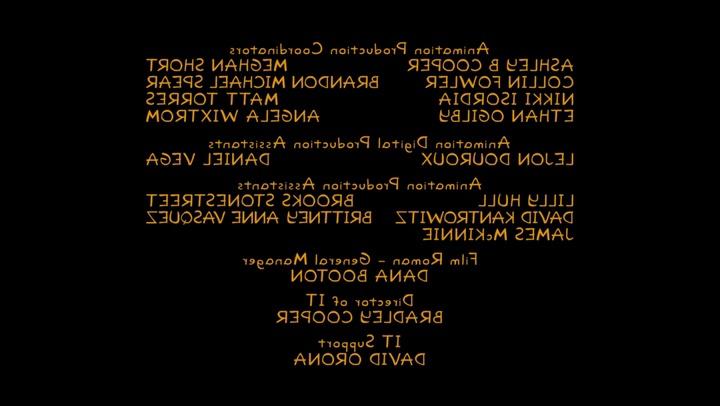 Animation Production Coordinators
ASHLEY B COOPER MEGHAN SHORT
COLLIN FOWLER BRANDON MICHAEL SPEAR
NIKKI ISORDIA MATT TORRES
ETHAN OGILBY ANGELA WIXTROM
Animation Digital Production Assistants
LEJON DOUROUX DANIEL VEGA
Animation Production Assistants
LILLY HULL BROOKS STONESTREET
DAVID KANTROWITZ BRITTNEY ANNE VASQUEZ
JAMES McKINNIE
Film Roman – General Manager
DANA BOOTON
Director of IT
BRADLEY COOPER
IT Support
DAVID ORONA